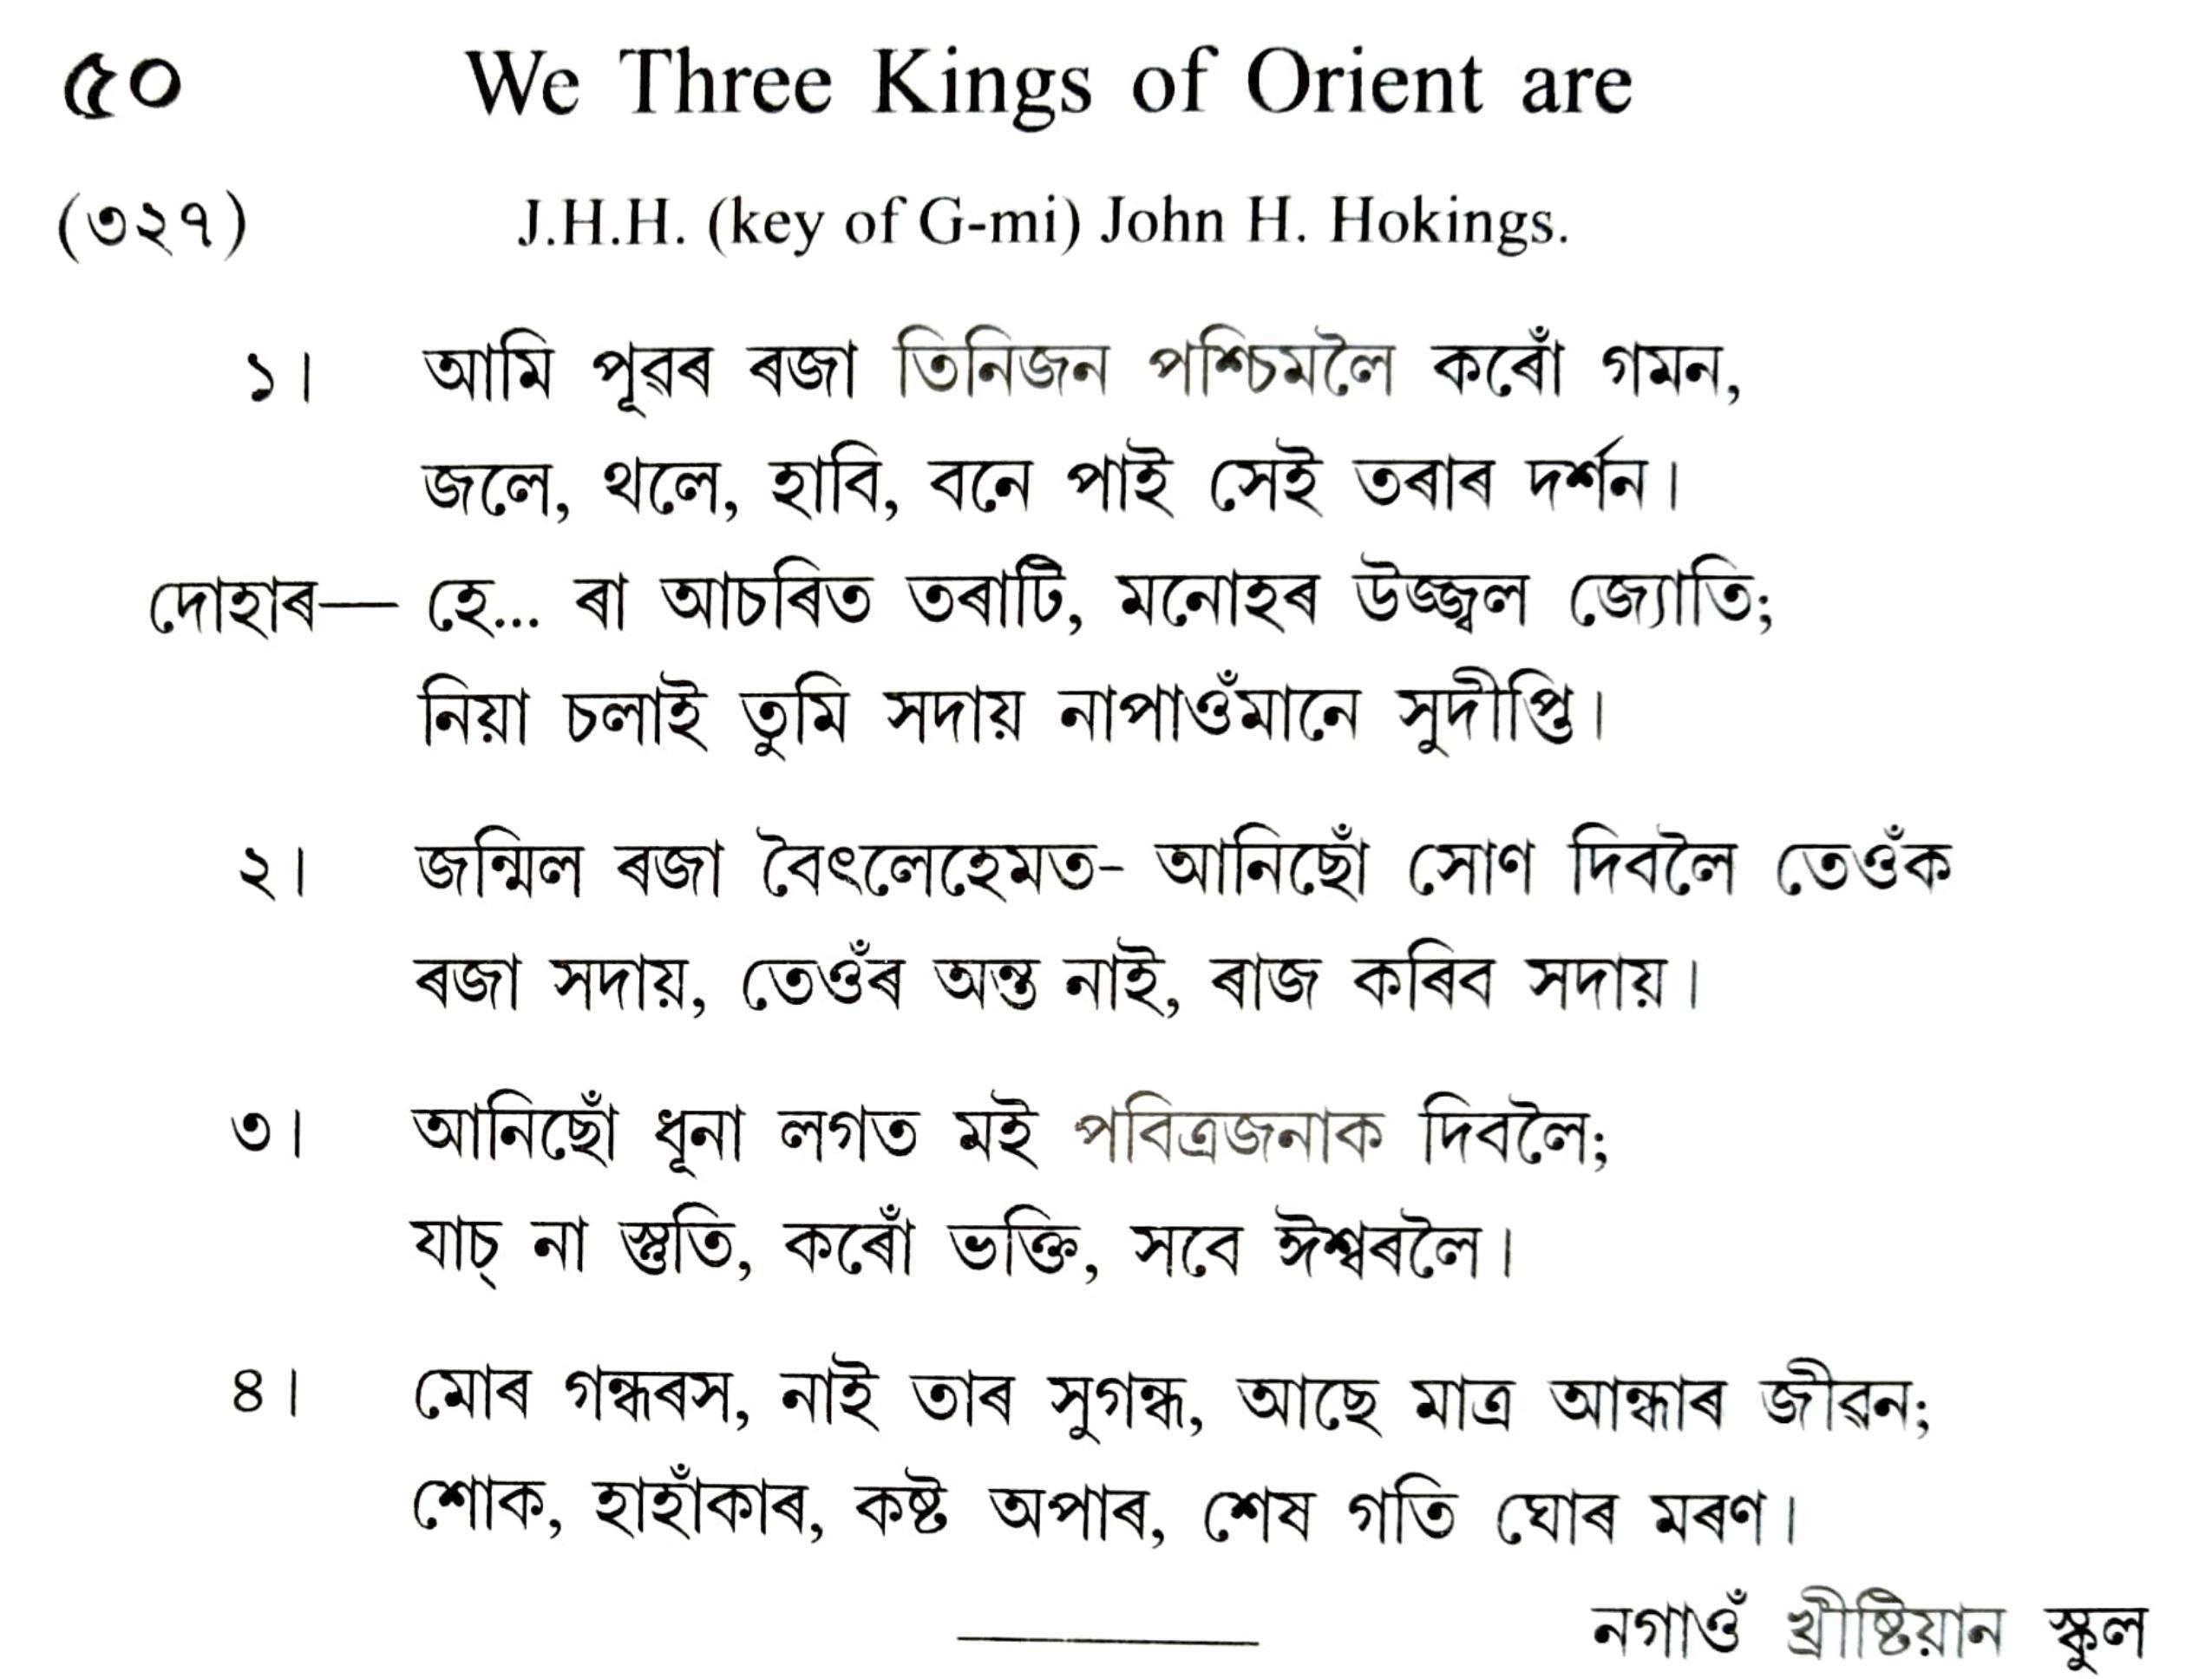 ৫০ We Three Kings of Orient are
(৩২৭) J.H.H. (key of G-mi) John H. Hokings.
১। আমি পূৱৰ ৰজা তিনিজন পশ্চিমলৈ কৰোঁ গমন,
জলে, থলে, হাবি, বনে পাই সেই তৰাৰ দৰ্শন।
দোহাৰ— হে... ৰা আচৰিত তৰাটি, মনোহৰ উজ্জ্বল জ্যোতি;
নিয়া চলাই তুমি সদায় নাপাওঁমানে সুদীপ্তি।
২। জন্মিল ৰজা বৈৎলেহেমত- আনিছোঁ সোণ দিবলৈ তেওঁক
ৰজা সদায়, তেওঁৰ অন্ত নাই, ৰাজ কৰিব সদায়।
৩। আনিছোঁ ধূনা লগত মই পবিত্ৰজনাক দিবলৈ;
যাচ্ না স্তুতি, কৰোঁ ভক্তি, সবে ঈশ্বৰলৈ।
৪। মোৰ গন্ধৰস, নাই তাৰ সুগন্ধ, আছে মাত্ৰ আন্ধাৰ জীৱন;
শোক, হাহাঁকাৰ, কষ্ট অপাৰ, শেষ গতি ঘোৰ মৰণ।
নগাওঁ খ্ৰীষ্টিয়ান স্কুল